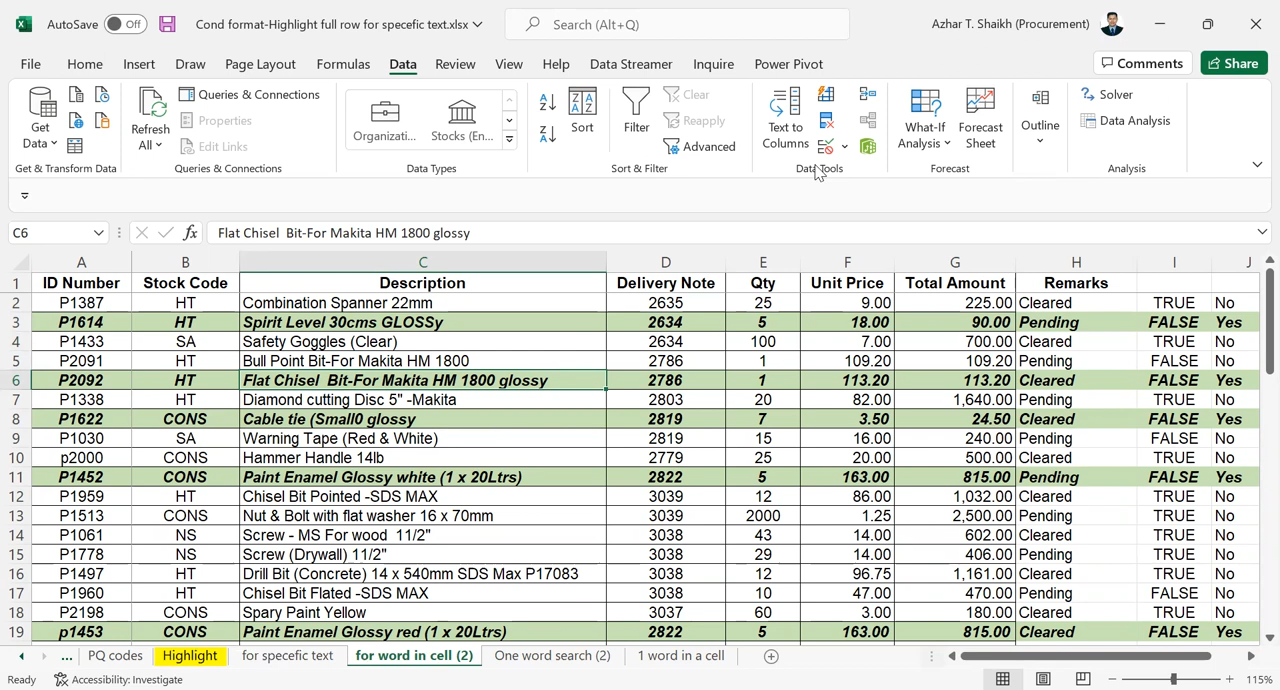 AutoSave Off Cond format-Highlight full row for specefic text.xlsx Search (Alt+Q) Azhar T. Shaikh (Procurement)
File Home Insert Draw Page Layout Formulas Data Review View Help Data Streamer Inquire Power Pivot Comments Share
Get Data Refresh All Queries & Connections Properties Edit Links Organizati... Stocks (En... Sort Filter Clear Reapply Advanced Text to Columns What-If Analysis Forecast Sheet Outline Solver Data Analysis
Get & Transform Data Queries & Connections Data Types Sort & Filter Data Tools Forecast Analysis
C6 fx Flat Chisel  Bit-For Makita HM 1800 glossy
A B C D E F G H I J
1 ID Number Stock Code Description Delivery Note Qty Unit Price Total Amount Remarks
2 P1387 HT Combination Spanner 22mm 2635 25 9.00 225.00 Cleared TRUE No
3 P1614 HT Spirit Level 30cms GLOSSy 2634 5 18.00 90.00 Pending FALSE Yes
4 P1433 SA Safety Goggles (Clear) 2634 100 7.00 700.00 Cleared TRUE No
5 P2091 HT Bull Point Bit-For Makita HM 1800 2786 1 109.20 109.20 Pending FALSE No
6 P2092 HT Flat Chisel  Bit-For Makita HM 1800 glossy 2786 1 113.20 113.20 Cleared FALSE Yes
7 P1338 HT Diamond cutting Disc 5" -Makita 2803 20 82.00 1,640.00 Pending TRUE No
8 P1622 CONS Cable tie (Small0 glossy 2819 7 3.50 24.50 Cleared FALSE Yes
9 P1030 SA Warning Tape (Red & White) 2819 15 16.00 240.00 Pending FALSE No
10 p2000 CONS Hammer Handle 14lb 2779 25 20.00 500.00 Cleared TRUE No
11 P1452 CONS Paint Enamel Glossy white (1 x 20Ltrs) 2822 5 163.00 815.00 Pending FALSE Yes
12 P1959 HT Chisel Bit Pointed -SDS MAX 3039 12 86.00 1,032.00 Cleared TRUE No
13 P1513 CONS Nut & Bolt with flat washer 16 x 70mm 3039 2000 1.25 2,500.00 Pending TRUE No
14 P1061 NS Screw - MS For wood  11/2" 3038 43 14.00 602.00 Cleared TRUE No
15 P1778 NS Screw (Drywall) 11/2" 3038 29 14.00 406.00 Pending TRUE No
16 P1497 HT Drill Bit (Concrete) 14 x 540mm SDS Max P17083 3038 12 96.75 1,161.00 Cleared TRUE No
17 P1960 HT Chisel Bit Flated -SDS MAX 3038 10 47.00 470.00 Pending TRUE No
18 P2198 CONS Spary Paint Yellow 3037 60 3.00 180.00 Cleared TRUE No
19 p1453 CONS Paint Enamel Glossy red (1 x 20Ltrs) 2822 5 163.00 815.00 Cleared FALSE Yes
... PQ codes Highlight for specefic text for word in cell (2) One word search (2) 1 word in a cell
Ready Accessibility: Investigate 115%